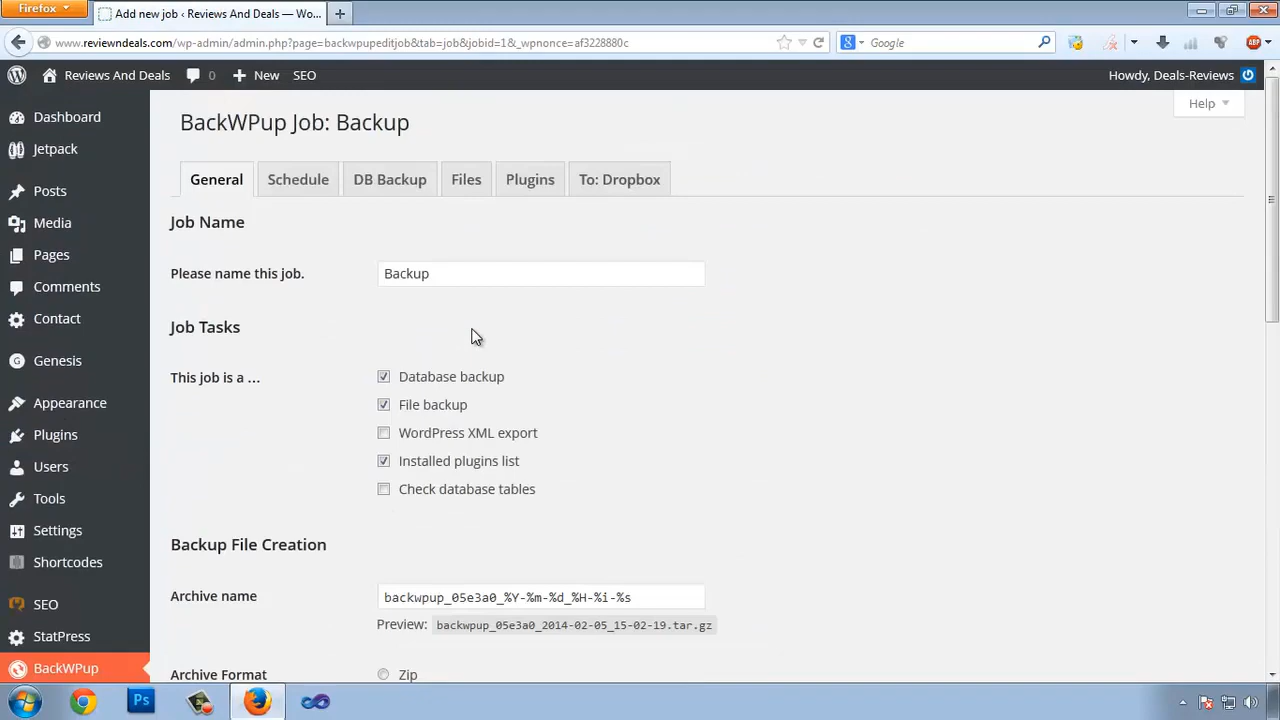 Firefox
Add new job ‹ Reviews And Deals — Wo...
www.reviewndeals.com/wp-admin/admin.php?page=backwpupeditjob&tab=job&jobid=1&_wpnonce=af3228880c
Google
Reviews And Deals
0
New
SEO
Howdy, Deals-Reviews
Help
Dashboard
Jetpack
Posts
Media
Pages
Comments
Contact
Genesis
Appearance
Plugins
Users
Tools
Settings
Shortcodes
SEO
StatPress
BackWPup
BackWPup Job: Backup
General
Schedule
DB Backup
Files
Plugins
To: Dropbox
Job Name
Please name this job.
Backup
Job Tasks
This job is a …
Database backup
File backup
WordPress XML export
Installed plugins list
Check database tables
Backup File Creation
Archive name
backwpup_05e3a0_%Y-%m-%d_%H-%i-%s
Preview: backwpup_05e3a0_2014-02-05_15-02-19.tar.gz
Archive Format
Zip
Ps